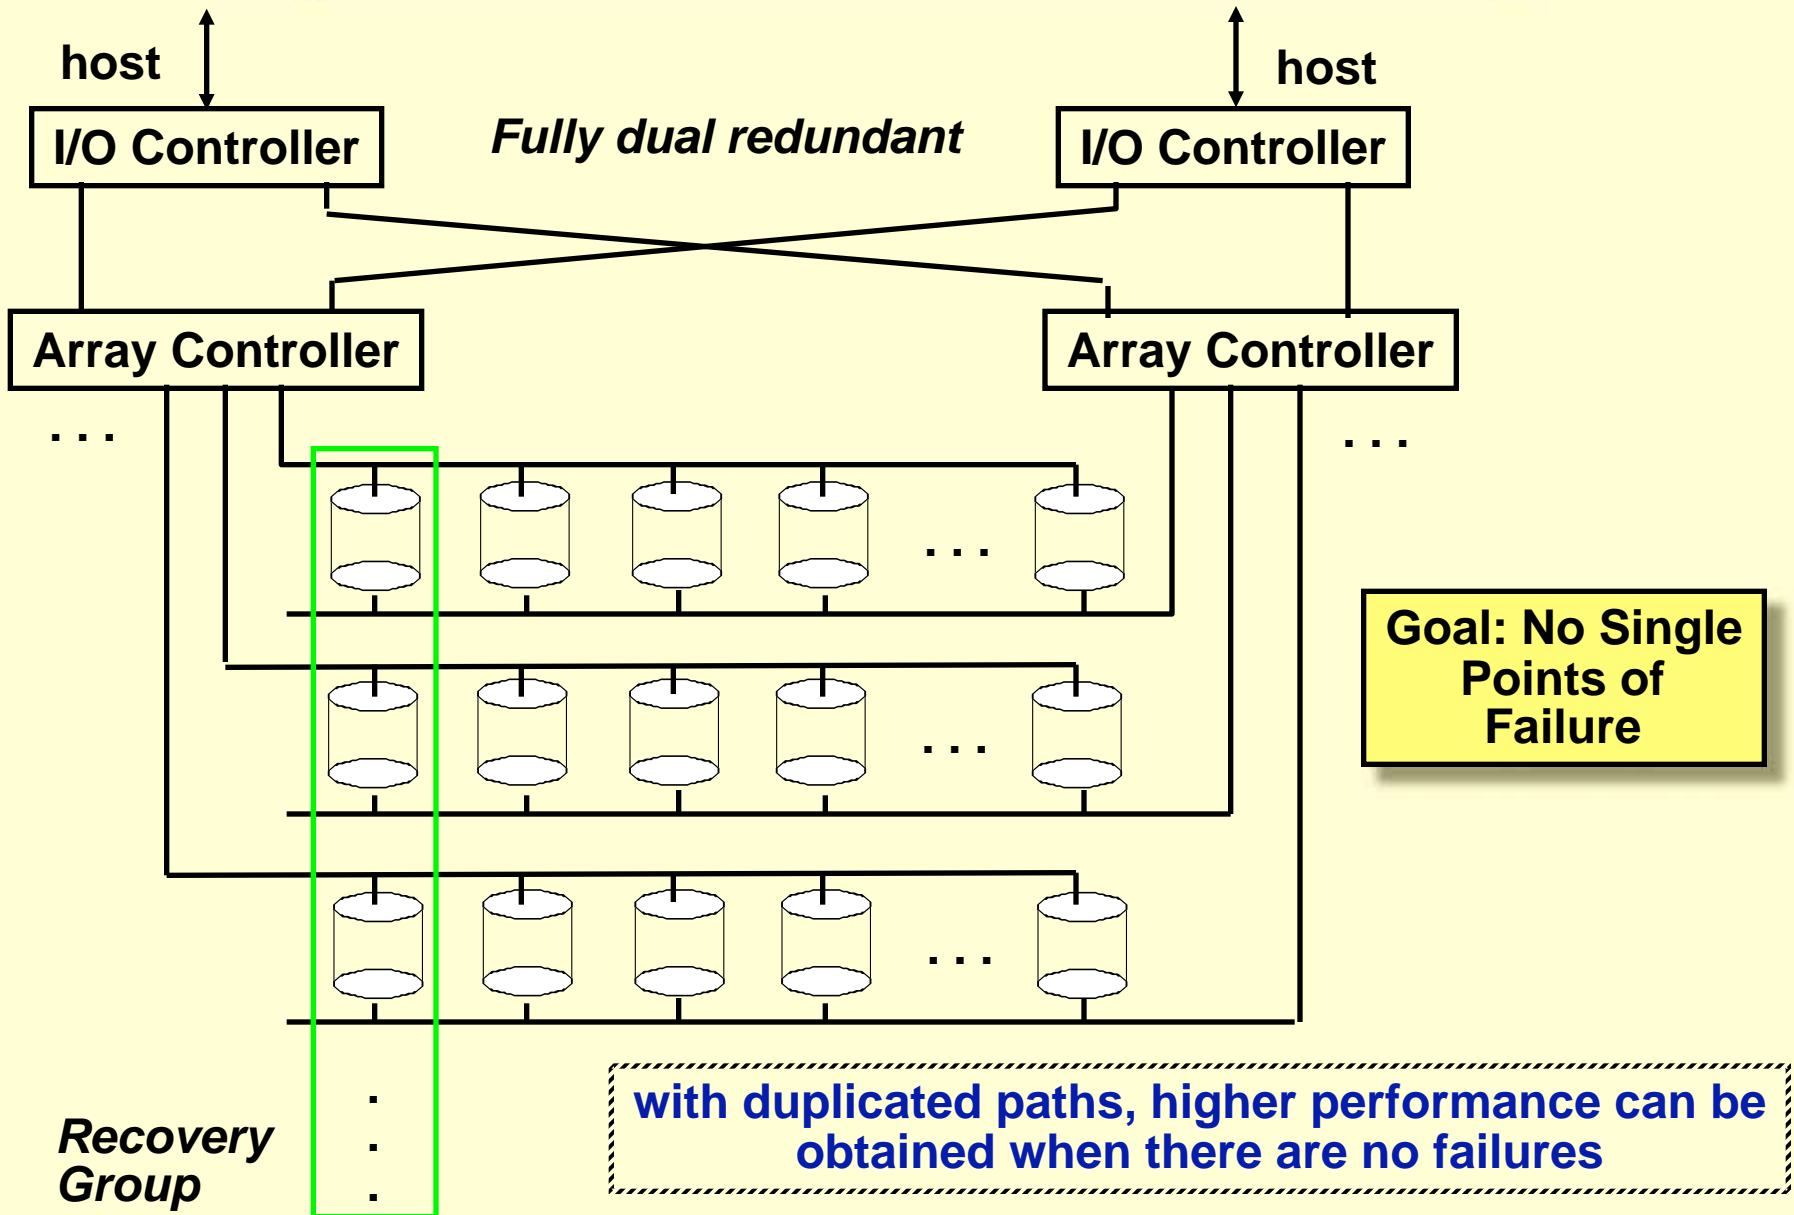 host
host
I/O Controller
Fully dual redundant
I/O Controller
Array Controller
Array Controller
. . .
. . .
. . .
Goal: No Single
Points of
Failure
. . .
. . .
.
.
.
Recovery
Group
with duplicated paths, higher performance can be
obtained when there are no failures